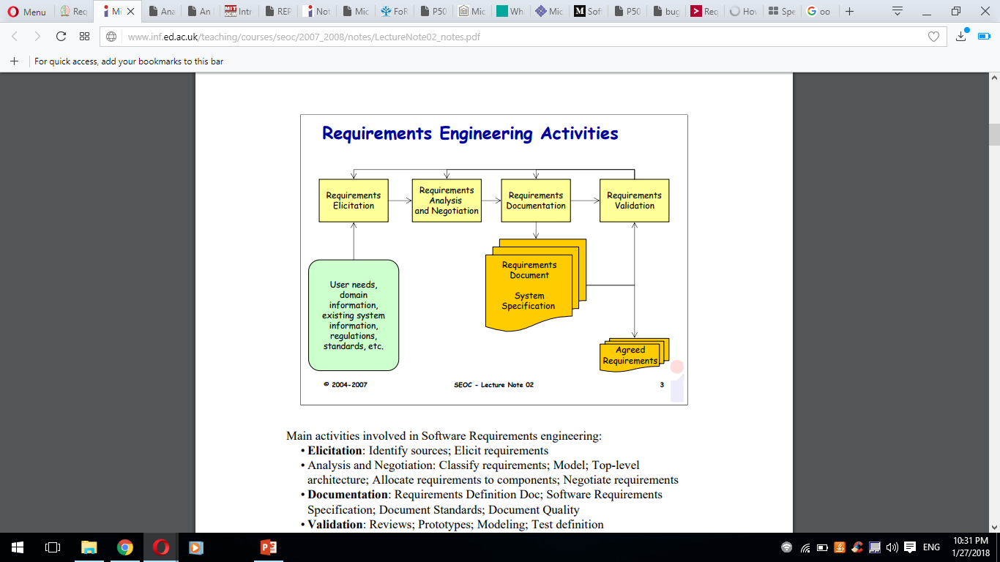 Menu
Req
Mi
Ana
An
MIT OCW Intr
REP
Not
Mic
FoR
P50
Mic
Wh
Mic
M Soft
P50
bug
Req
Hov
Spe
G oo
www.inf.ed.ac.uk/teaching/courses/seoc/2007_2008/notes/LectureNote02_notes.pdf
For quick access, add your bookmarks to this bar
Requirements Engineering Activities
Requirements
Elicitation
Requirements
Analysis
and Negotiation
Requirements
Documentation
Requirements
Validation
User needs,
domain
information,
existing system
information,
regulations,
standards, etc.
Requirements
Document
System
Specification
Agreed
Requirements
© 2004-2007
SEOC - Lecture Note 02
3
Main activities involved in Software Requirements engineering:
• Elicitation: Identify sources; Elicit requirements
• Analysis and Negotiation: Classify requirements; Model; Top-level
architecture; Allocate requirements to components; Negotiate requirements
• Documentation: Requirements Definition Doc; Software Requirements
Specification; Document Standards; Document Quality
• Validation: Reviews; Prototypes; Modeling; Test definition
ENG
10:31 PM
1/27/2018